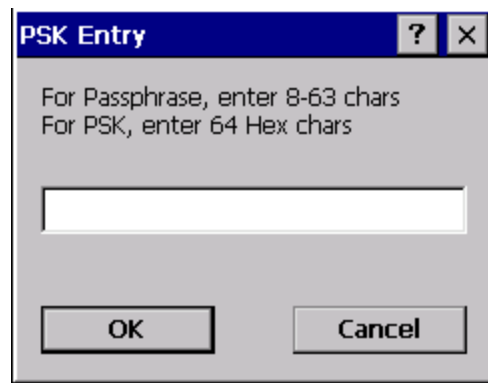 PSK Entry ? ×
For Passphrase, enter 8-63 chars
For PSK, enter 64 Hex chars
OK Cancel